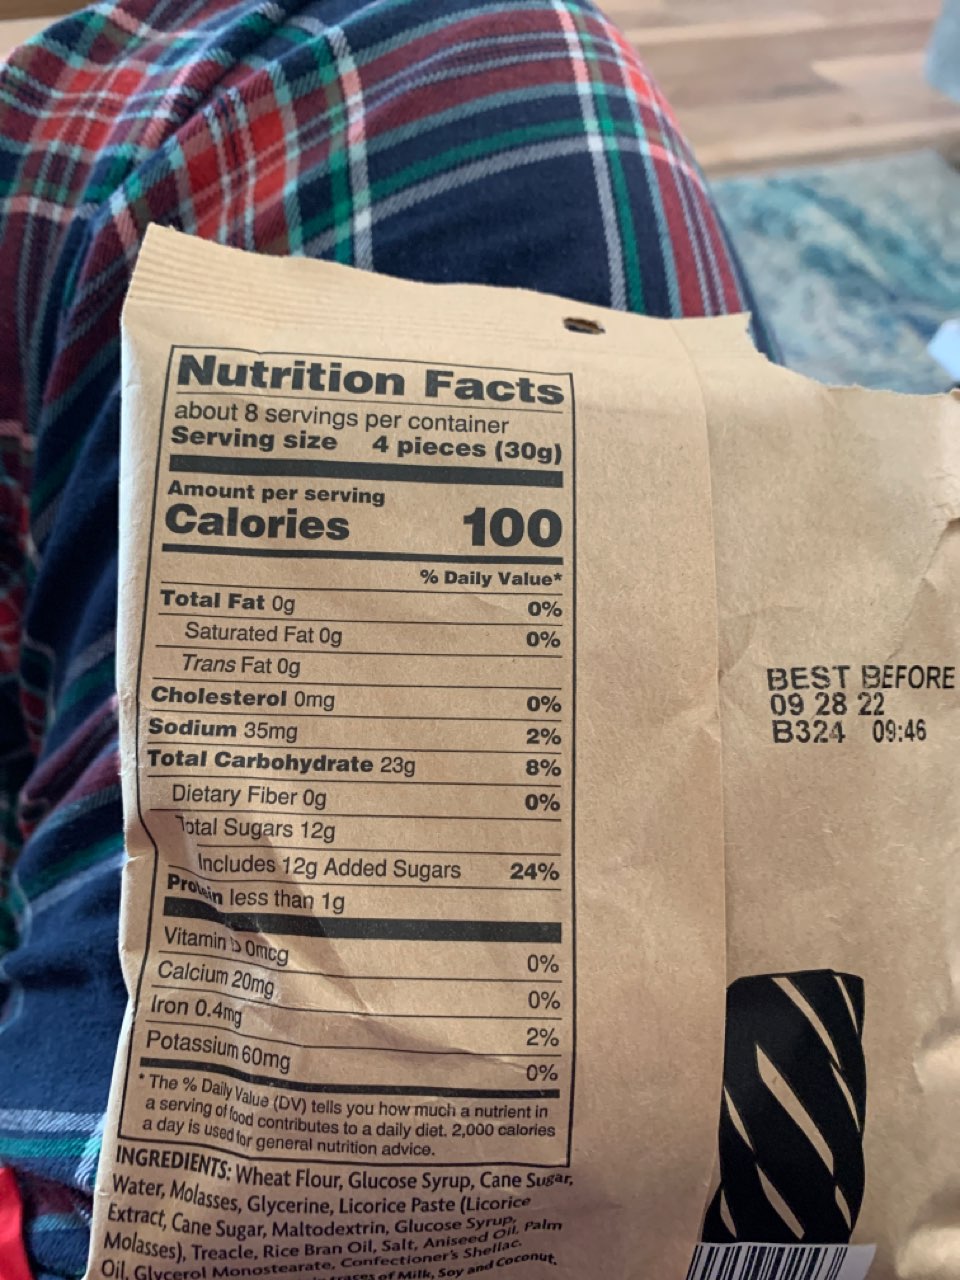 Nutrition Facts
about 8 servings per container
Serving size 4 pieces (30g)
Amount per serving
Calories 100
% Daily Value*
Total Fat 0g 0%
Saturated Fat 0g 0%
Trans Fat 0g
Cholesterol 0mg 0%
Sodium 35mg 2%
Total Carbohydrate 23g 8%
Dietary Fiber 0g 0%
Total Sugars 12g
Includes 12g Added Sugars 24%
Protein less than 1g
Vitamin D 0mcg 0%
Calcium 20mg 0%
Iron 0.4mg 2%
Potassium 60mg 0%
* The % Daily Value (DV) tells you how much a nutrient in
a serving of food contributes to a daily diet. 2,000 calories
a day is used for general nutrition advice.
INGREDIENTS: Wheat Flour, Glucose Syrup, Cane Sugar,
Water, Molasses, Glycerine, Licorice Paste (Licorice
Extract, Cane Sugar, Maltodextrin, Glucose Syrup,
Molasses), Treacle, Rice Bran Oil, Salt, Aniseed Oil, Palm
Oil, Glycerol Monostearate, Confectioner's Shellac.
traces of Milk, Soy and Coconut.
BEST BEFORE
09 28 22
B324 09:46